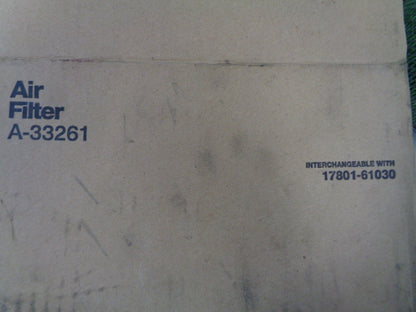 Air
Filter
A-33261
INTERCHANGEABLE WITH
17801-61030